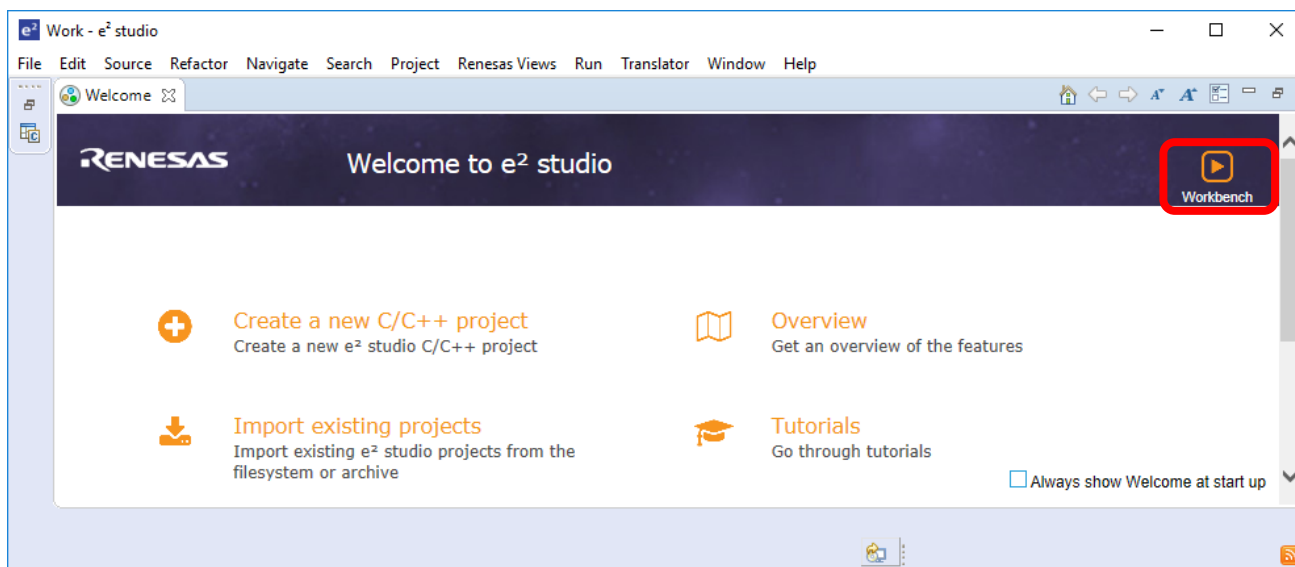 e² Work - e² studio
File Edit Source Refactor Navigate Search Project Renesas Views Run Translator Window Help
Welcome
RENESAS Welcome to e² studio
Workbench
Create a new C/C++ project
Create a new e² studio C/C++ project
Overview
Get an overview of the features
Import existing projects
Import existing e² studio projects from the
filesystem or archive
Tutorials
Go through tutorials
Always show Welcome at start up